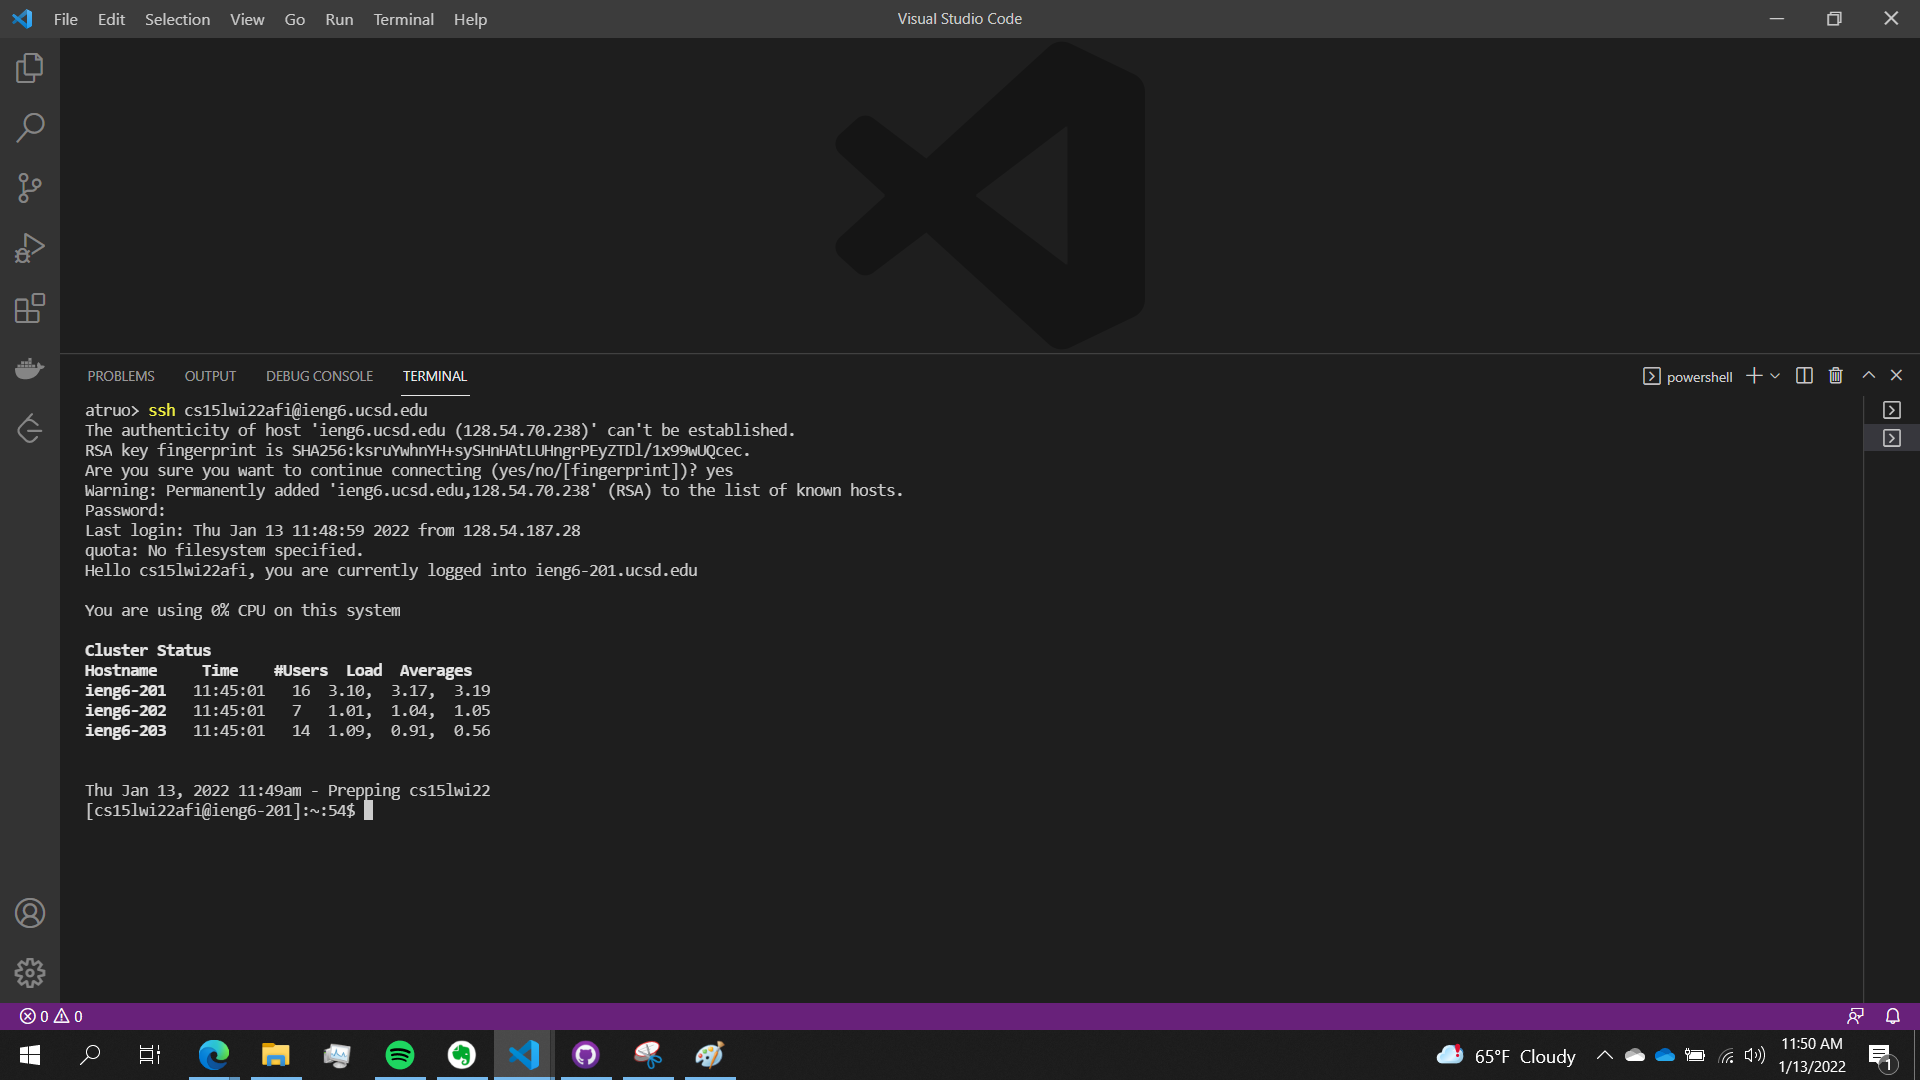 File Edit Selection View Go Run Terminal Help
Visual Studio Code
PROBLEMS OUTPUT DEBUG CONSOLE TERMINAL
powershell
atruo> ssh cs15lwi22afi@ieng6.ucsd.edu
The authenticity of host 'ieng6.ucsd.edu (128.54.70.238)' can't be established.
RSA key fingerprint is SHA256:ksruYwhnYH+sySHnHAtLUHngrPEyZTDl/1x99wUQcec.
Are you sure you want to continue connecting (yes/no/[fingerprint])? yes
Warning: Permanently added 'ieng6.ucsd.edu,128.54.70.238' (RSA) to the list of known hosts.
Password:
Last login: Thu Jan 13 11:48:59 2022 from 128.54.187.28
quota: No filesystem specified.
Hello cs15lwi22afi, you are currently logged into ieng6-201.ucsd.edu
You are using 0% CPU on this system
Cluster Status
Hostname Time #Users Load Averages
ieng6-201 11:45:01 16 3.10, 3.17, 3.19
ieng6-202 11:45:01 7 1.01, 1.04, 1.05
ieng6-203 11:45:01 14 1.09, 0.91, 0.56
Thu Jan 13, 2022 11:49am - Prepping cs15lwi22
[cs15lwi22afi@ieng6-201]:~:54$
0 0
65°F Cloudy
11:50 AM
1/13/2022
1